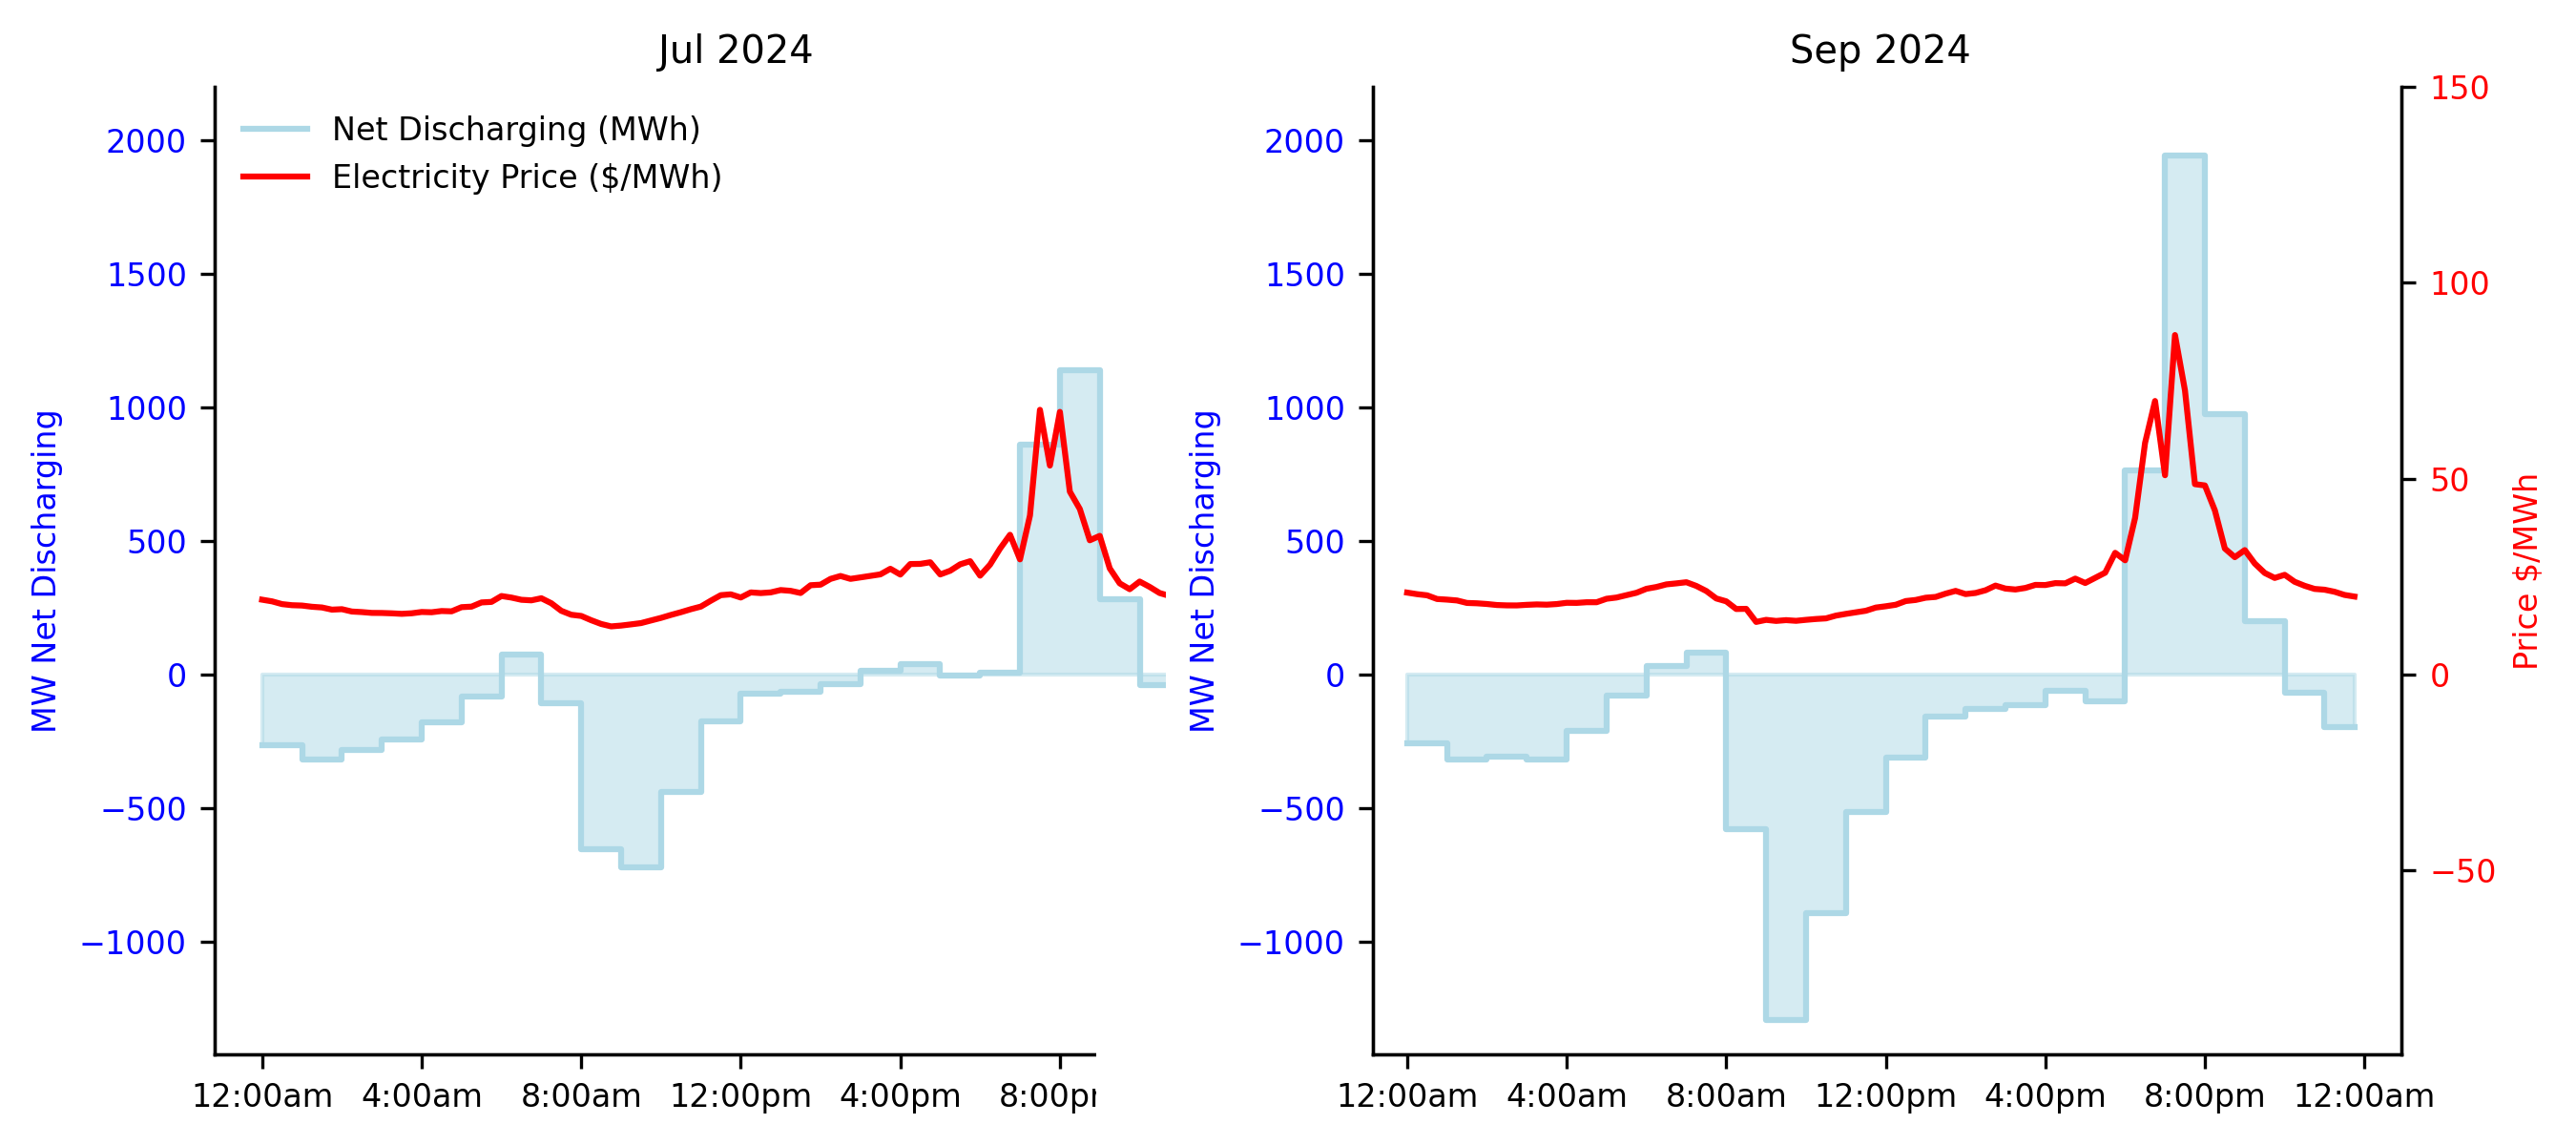 Jul 2024
Net Discharging (MWh)
Electricity Price ($/MWh)
MW Net Discharging
2000
1500
1000
500
0
−500
−1000
12:00am 4:00am 8:00am 12:00pm 4:00pm 8:00pr
Sep 2024
MW Net Discharging
2000
1500
1000
500
0
−500
−1000
12:00am 4:00am 8:00am 12:00pm 4:00pm 8:00pm 12:00am
150
100
50
0
−50
Price $/MWh